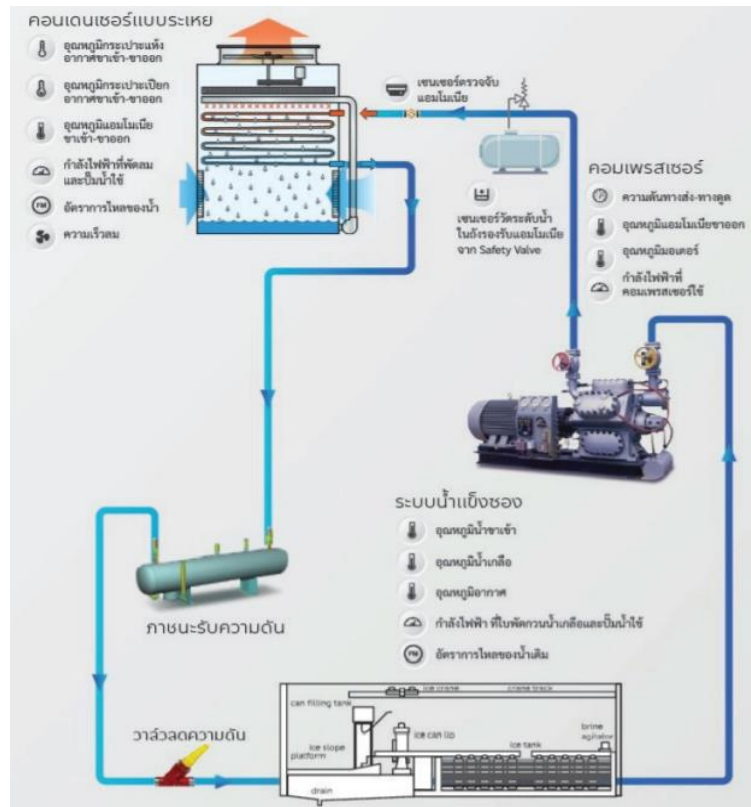 คอนเดนเซอร์แบบระเหย
อุณหภูมิกระเปาะแห้ง
อากาศขาเข้า-ขาออก
อุณหภูมิกระเปาะเปียก
อากาศขาเข้า-ขาออก
อุณหภูมิแอมโมเนีย
ขาเข้า-ขาออก
กำลังไฟฟ้าที่พัดลม
และปั๊มน้ำใช้
FM
อัตราการไหลของน้ำ
ความเร็วลม
เซนเซอร์ตรวจจับ
แอมโมเนีย
เซนเซอร์วัดระดับน้ำ
ในถังรองรับแอมโมเนีย
จาก Safety Valve
คอมเพรสเซอร์
ความดันทางส่ง-ทางดูด
อุณหภูมิแอมโมเนียขาออก
อุณหภูมิมอเตอร์
กำลังไฟฟ้าที่
คอมเพรสเซอร์ใช้
ระบบน้ำแข็งซอง
อุณหภูมิน้ำขาเข้า
อุณหภูมิน้ำเกลือ
อุณหภูมิอากาศ
กำลังไฟฟ้า ที่ใบพัดกวนน้ำเกลือและปั๊มน้ำใช้
FM
อัตราการไหลของน้ำเติม
ภาชนะรับความดัน
วาล์วลดความดัน
ice crane
crane track
can filling tank
ice slope
platform
ice can lip
ice tank
brine
agitator
drain